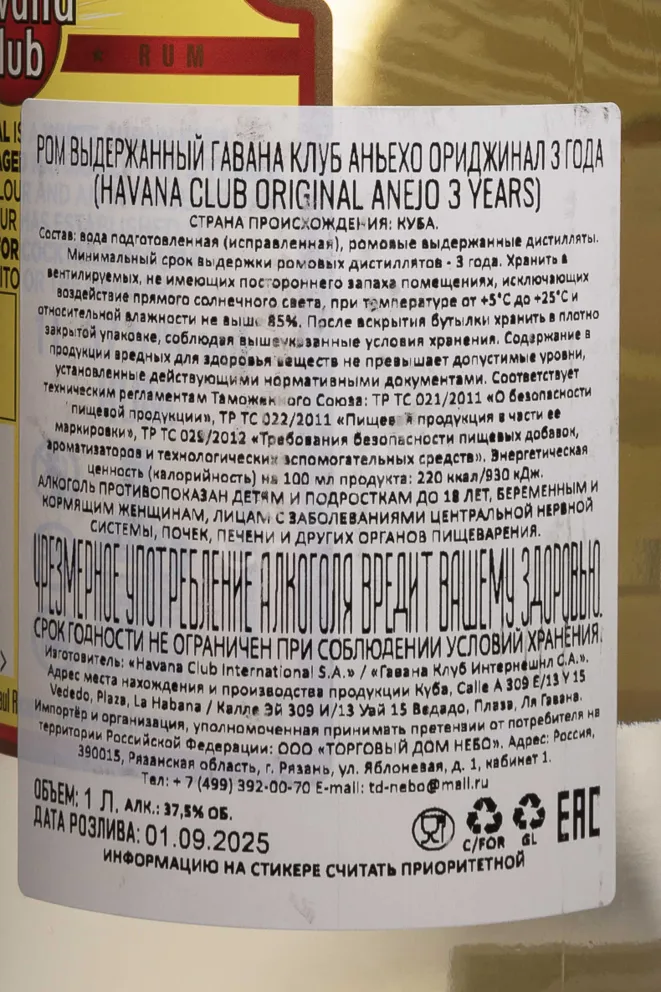 lub
RUM
РОМ ВЫДЕРЖАННЫЙ ГАВАНА КЛУБ АНЬЕХО ОРИДЖИНАЛ 3 ГОДА
(HAVANA CLUB ORIGINAL ANEJO 3 YEARS)
СТРАНА ПРОИСХОЖДЕНИЯ: КУБА.
Состав: вода подготовленная (исправленная), ромовые выдержанные дистилляты.
Минимальный срок выдержки ромовых дистиллятов - 3 года. Хранить в
вентилируемых, не имеющих постороннего запаха помещениях, исключающих
воздействие прямого солнечного света, при температуре от +5°С до +25°С и
относительной влажности не выше 85%. После вскрытия бутылки хранить в плотно
закрытой упаковке, соблюдая вышеуказанные условия хранения. Содержание в
продукции вредных для здоровья веществ не превышает допустимые уровни,
установленные действующими нормативными документами. Соответствует
техническим регламентам Таможенного Союза: ТР ТС 021/2011 «О безопасности
пищевой продукции», ТР ТС 022/2011 «Пищевая продукция в части ее
маркировки», ТР ТС 029/2012 «Требования безопасности пищевых добавок,
ароматизаторов и технологических вспомогательных средств». Энергетическая
ценность (калорийность) на 100 мл продукта: 220 ккал/930 кДж.
АЛКОГОЛЬ ПРОТИВОПОКАЗАН ДЕТЯМ И ПОДРОСТКАМ ДО 18 ЛЕТ, БЕРЕМЕННЫМ И
КОРМЯЩИМ ЖЕНЩИНАМ, ЛИЦАМ С ЗАБОЛЕВАНИЯМИ ЦЕНТРАЛЬНОЙ НЕРВНОЙ
СИСТЕМЫ, ПОЧЕК, ПЕЧЕНИ И ДРУГИХ ОРГАНОВ ПИЩЕВАРЕНИЯ.
ЧРЕЗМЕРНОЕ УПОТРЕБЛЕНИЕ АЛКОГОЛЯ ВРЕДИТ ВАШЕМУ ЗДОРОВЬЮ.
СРОК ГОДНОСТИ НЕ ОГРАНИЧЕН ПРИ СОБЛЮДЕНИИ УСЛОВИЙ ХРАНЕНИЯ.
Изготовитель: «Havana Club International S.A.» / «Гавана Клуб Интернешнл С.А.».
Адрес места нахождения и производства продукции Куба, Calle A 309 E/13 Y 15
Vededo, Plaza, La Habana / Калле Эй 309 И/13 Уай 15 Ведадо, Плаза, Ля Гавана.
Импортёр и организация, уполномоченная принимать претензии от потребителя на
территории Российской Федерации: ООО «ТОРГОВЫЙ ДОМ НЕБО». Адрес: Россия,
390015, Рязанская область, г. Рязань, ул. Яблоневая, д. 1, кабинет 1.
Тел: + 7 (499) 392-00-70 E-mail: td-nebo@mail.ru
ОБЪЕМ: 1 Л. АЛК.: 37,5% ОБ.
ДАТА РОЗЛИВА: 01.09.2025
C/FOR GL EAC
ИНФОРМАЦИЮ НА СТИКЕРЕ СЧИТАТЬ ПРИОРИТЕТНОЙ